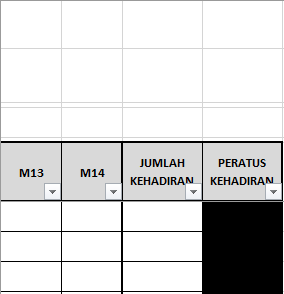 M13
M14
JUMLAH
KEHADIRAN
PERATUS
KEHADIRAN